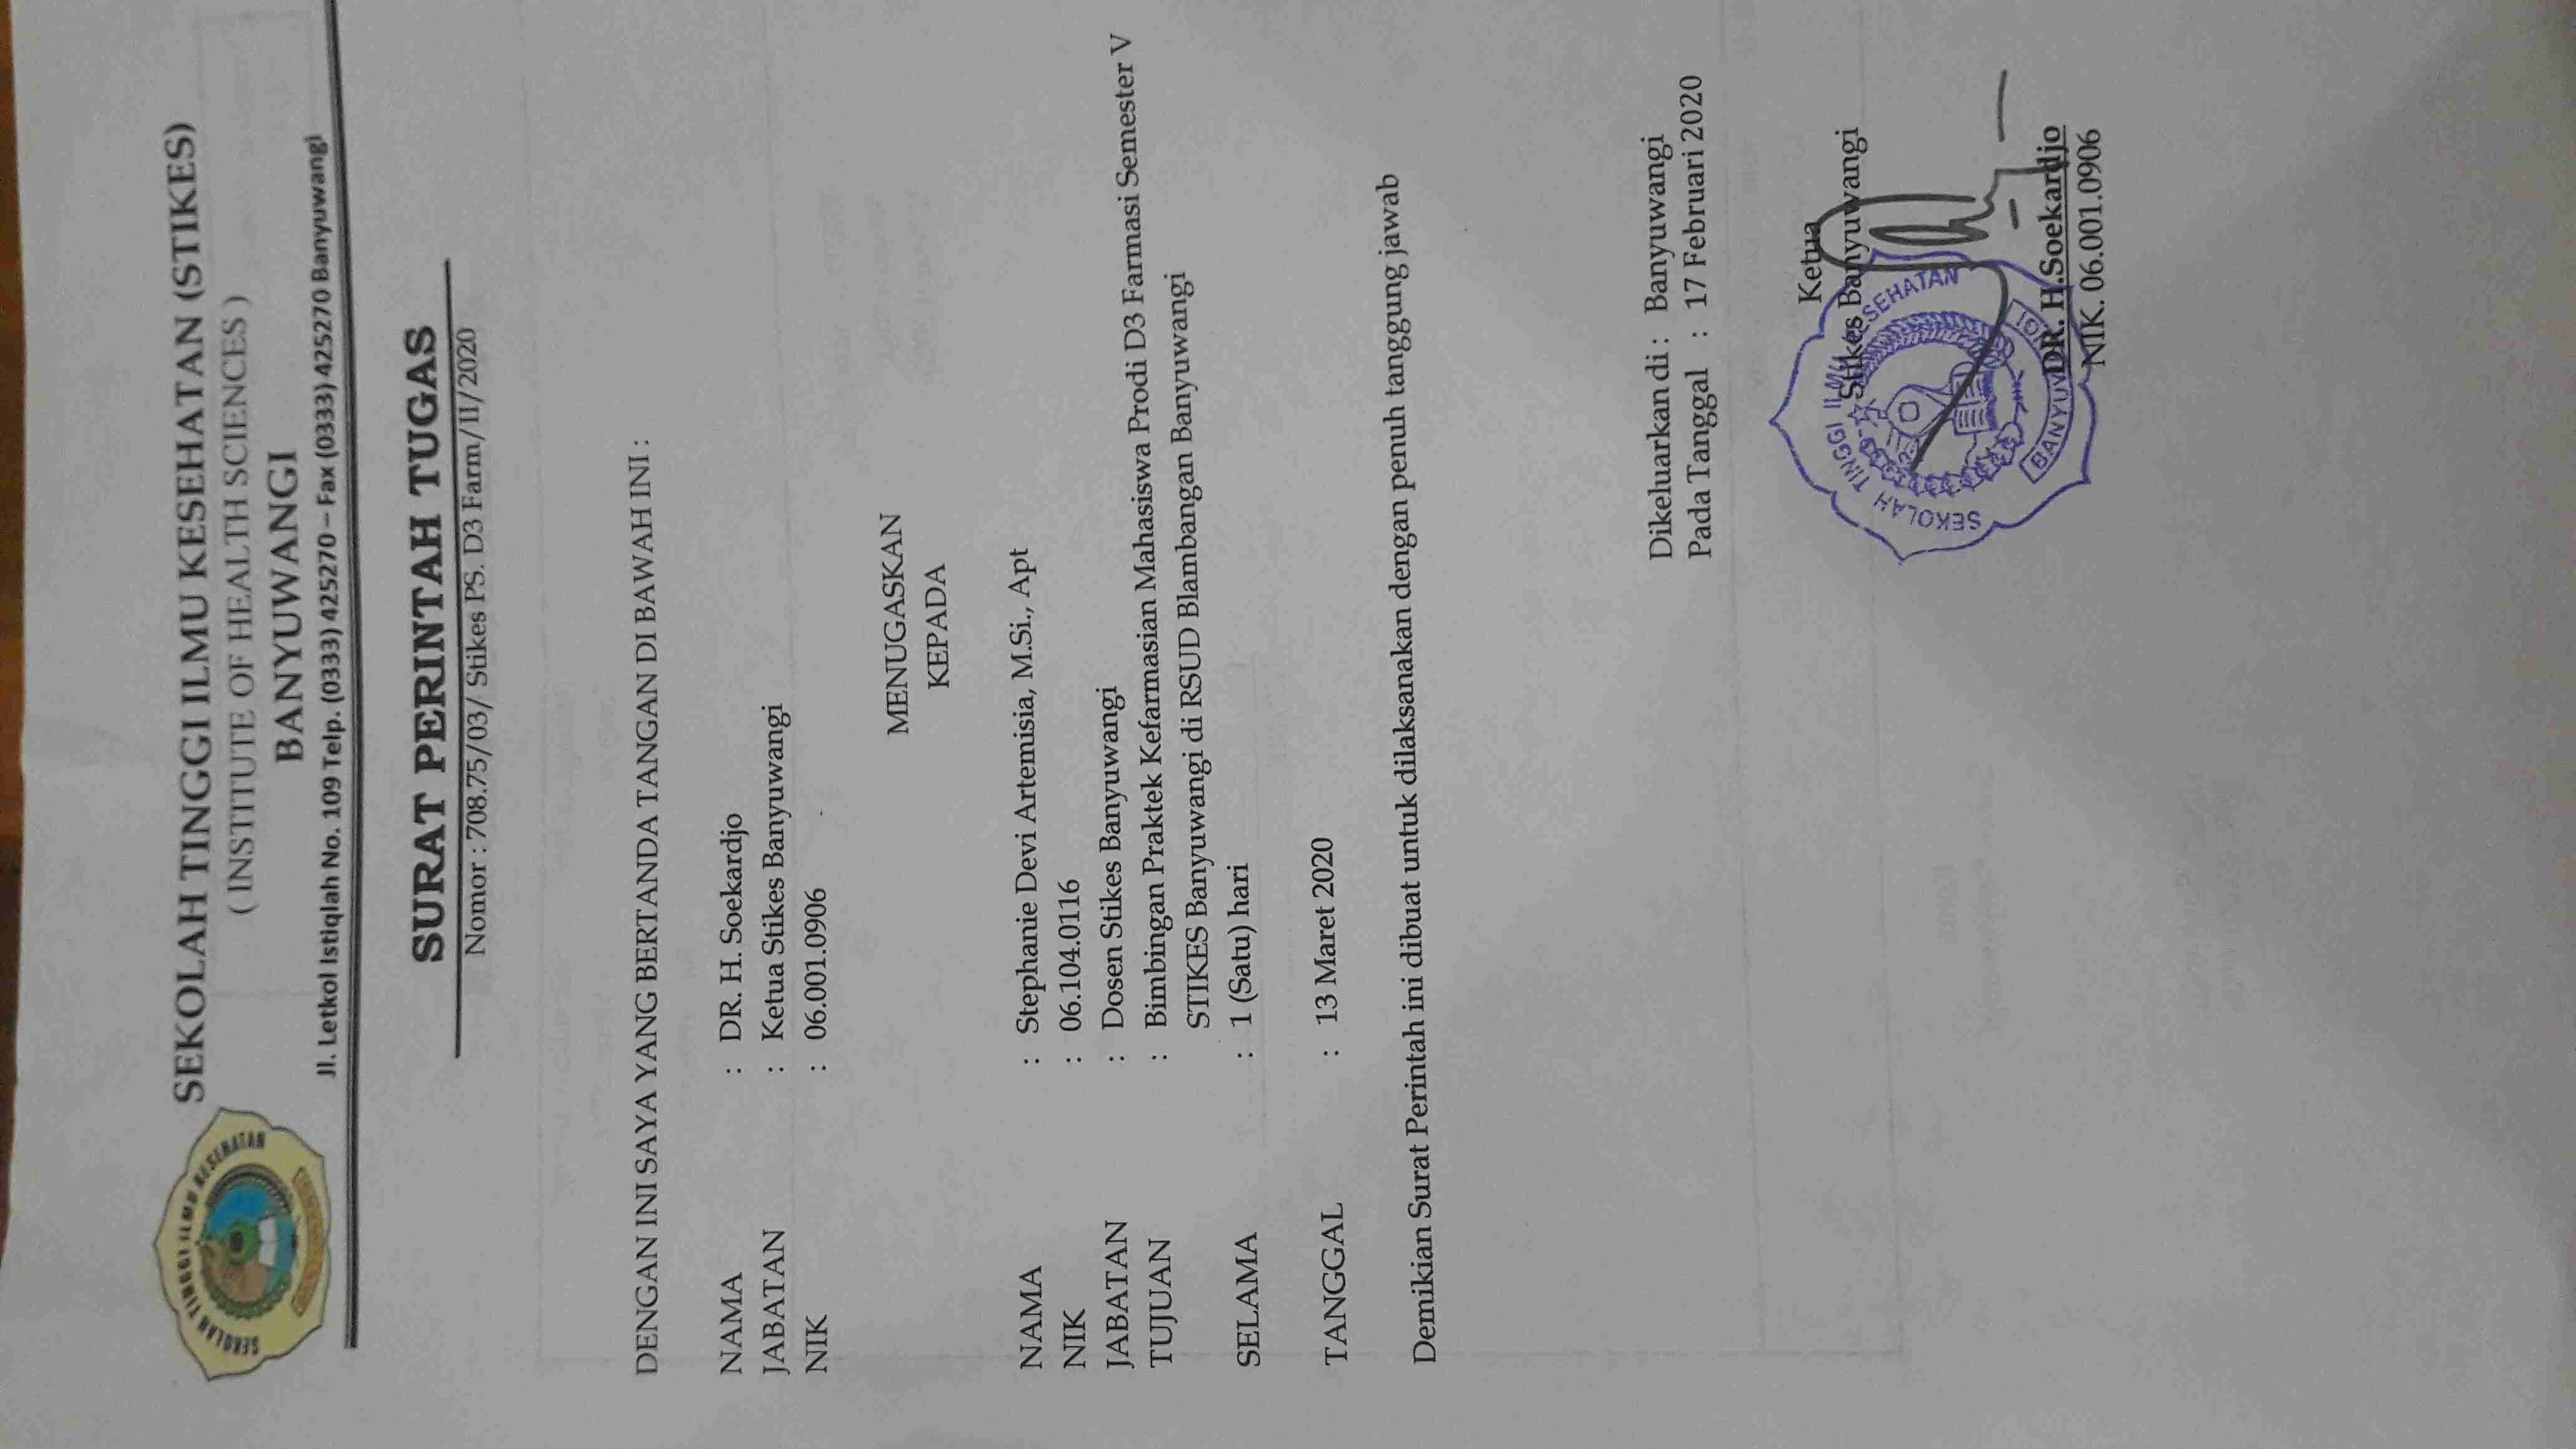 SEKOLAH TINGGI ILMU KESEHATAN
SEKOLAH TINGGI ILMU KESEHATAN (STIKES)
( INSTITUTE OF HEALTH SCIENCES )
BANYUWANGI
Jl. Letkol Istiqlah No. 109 Telp. (0333) 425270 – Fax (0333) 425270 Banyuwangi
SURAT PERINTAH TUGAS
Nomor : 708.75/03/ Stikes PS. D3 Farm/II/2020
DENGAN INI SAYA YANG BERTANDA TANGAN DI BAWAH INI :
NAMA : DR. H. Soekardjo
JABATAN : Ketua Stikes Banyuwangi
NIK : 06.001.0906
MENUGASKAN
KEPADA
NAMA : Stephanie Devi Artemisia, M.Si., Apt
NIK : 06.104.0116
JABATAN : Dosen Stikes Banyuwangi
TUJUAN : Bimbingan Praktek Kefarmasian Mahasiswa Prodi D3 Farmasi Semester V
STIKES Banyuwangi di RSUD Blambangan Banyuwangi
SELAMA : 1 (Satu) hari
TANGGAL : 13 Maret 2020
Demikian Surat Perintah ini dibuat untuk dilaksanakan dengan penuh tanggung jawab
Dikeluarkan di : Banyuwangi
Pada Tanggal : 17 Februari 2020
Ketua
Stikes Banyuwangi
SEKOLAH TINGGI ILMU KESEHATAN
BANYUWANGI
DR. H.Soekardjo
NIK. 06.001.0906